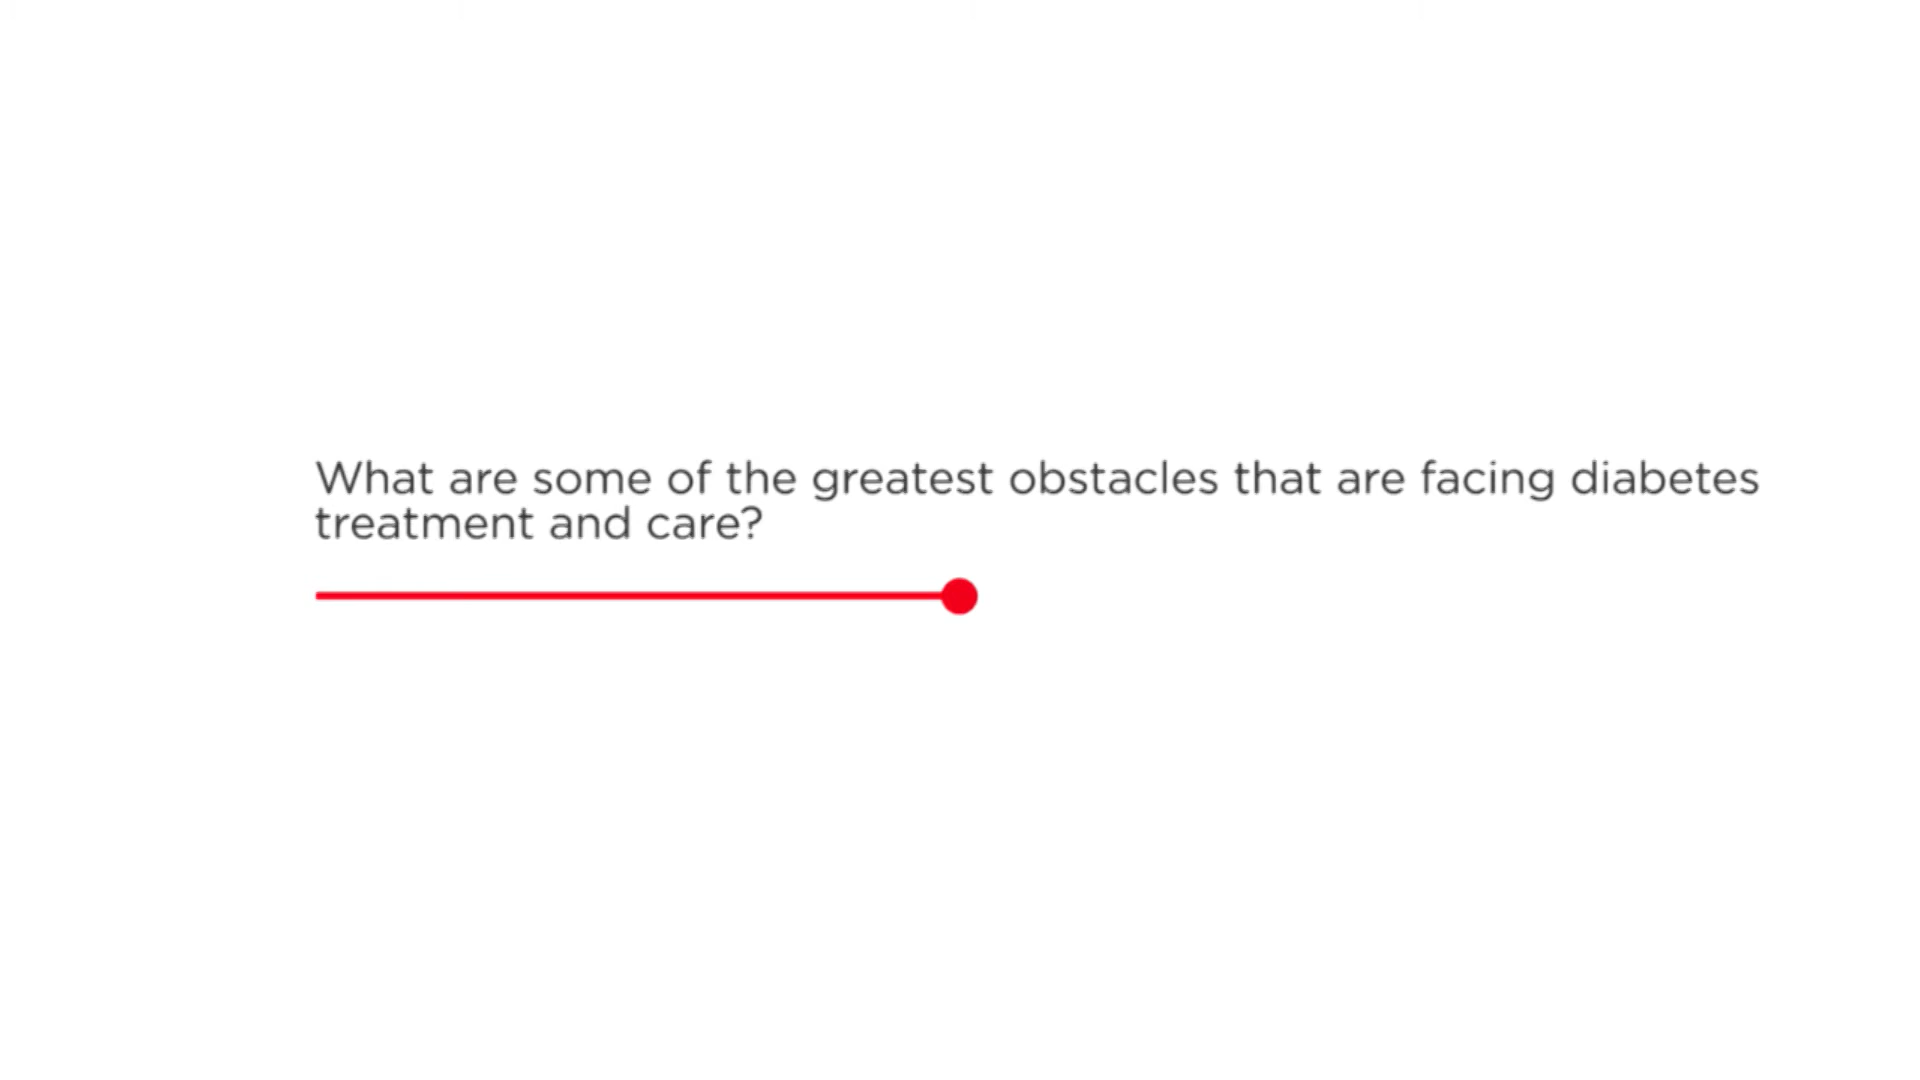 What are some of the greatest obstacles that are facing diabetes
treatment and care?